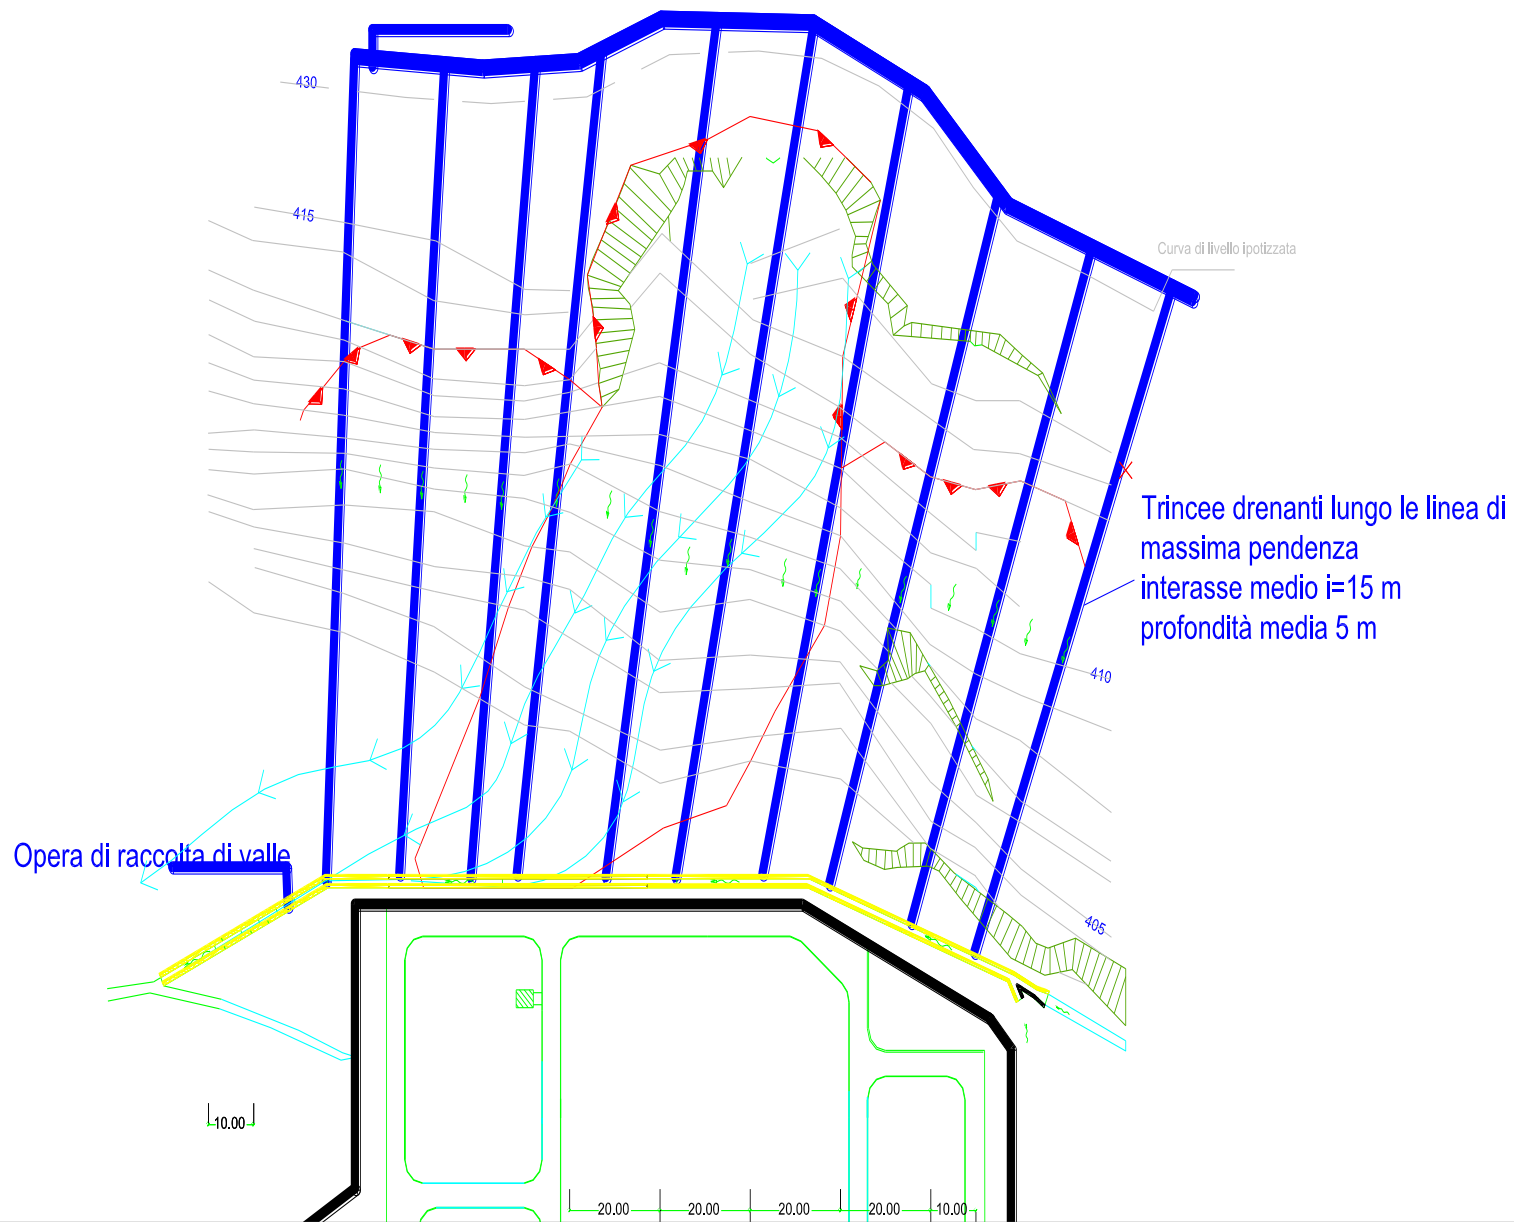 430
415
Curva di livello ipotizzata
Trincee drenanti lungo le linea di
massima pendenza
interasse medio i=15 m
profondità media 5 m
410
Opera di raccolta di valle
405
10.00
20.00 20.00 20.00 20.00 10.00